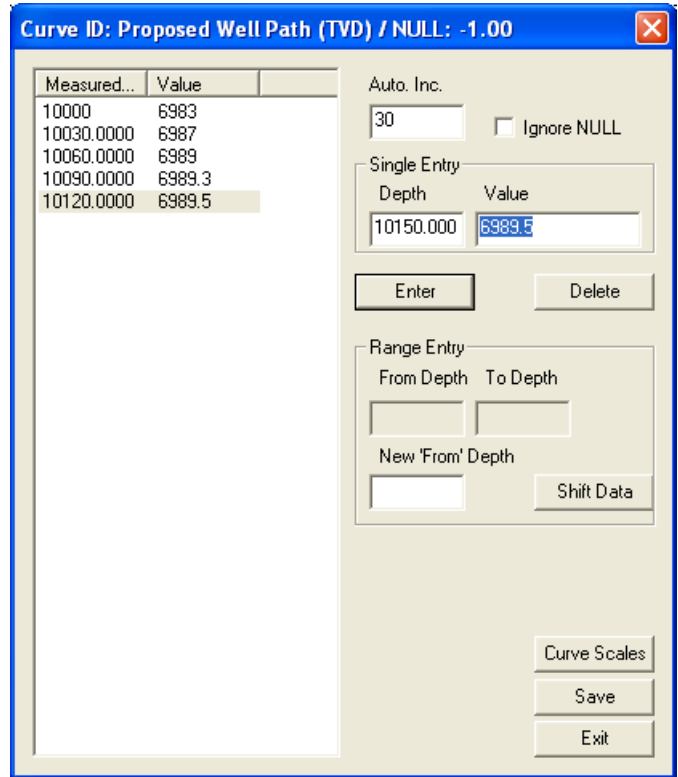 Curve ID: Proposed Well Path (TVD) / NULL: -1.00
Measured... Value
10000 6983
10030.0000 6987
10060.0000 6989
10090.0000 6989.3
10120.0000 6989.5
Auto. Inc.
30
Ignore NULL
Single Entry
Depth Value
10150.000 6989.5
Enter Delete
Range Entry
From Depth To Depth
New 'From' Depth
Shift Data
Curve Scales
Save
Exit